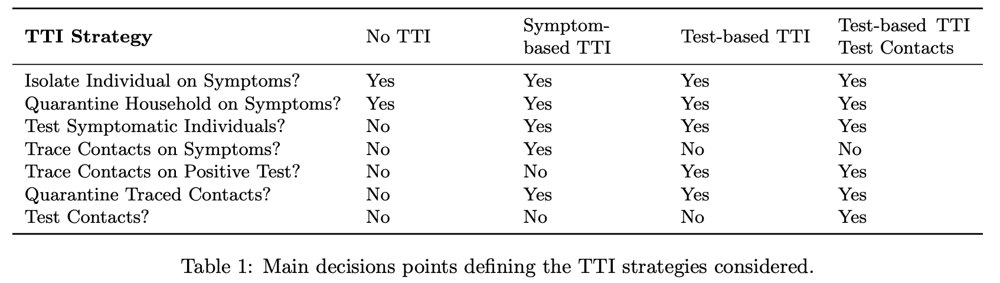 TTI Strategy No TTI Symptom-based TTI Test-based TTI Test-based TTI Test Contacts
Isolate Individual on Symptoms? Yes Yes Yes Yes
Quarantine Household on Symptoms? Yes Yes Yes Yes
Test Symptomatic Individuals? No Yes Yes Yes
Trace Contacts on Symptoms? No Yes No No
Trace Contacts on Positive Test? No No Yes Yes
Quarantine Traced Contacts? No Yes Yes Yes
Test Contacts? No No No Yes
Table 1: Main decisions points defining the TTI strategies considered.